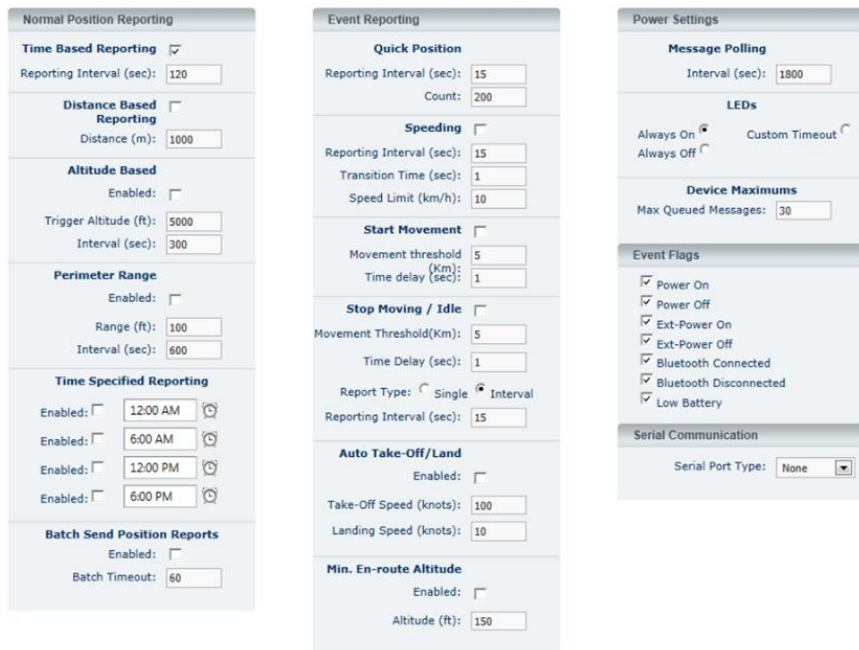 Normal Position Reporting
Time Based Reporting
Reporting Interval (sec): 120
Distance Based
Reporting
Distance (m): 1000
Altitude Based
Enabled:
Trigger Altitude (ft): 5000
Interval (sec): 300
Perimeter Range
Enabled:
Range (ft): 100
Interval (sec): 600
Time Specified Reporting
Enabled: 12:00 AM
Enabled: 6:00 AM
Enabled: 12:00 PM
Enabled: 6:00 PM
Batch Send Position Reports
Enabled:
Batch Timeout: 60
Event Reporting
Quick Position
Reporting Interval (sec): 15
Count: 200
Speeding
Reporting Interval (sec): 15
Transition Time (sec): 1
Speed Limit (km/h): 10
Start Movement
Movement threshold 5
(Km):
Time delay (sec): 1
Stop Moving / Idle
Movement Threshold(Km): 5
Time Delay (sec): 1
Report Type: Single Interval
Reporting Interval (sec): 15
Auto Take-Off/Land
Enabled:
Take-Off Speed (knots): 100
Landing Speed (knots): 10
Min. En-route Altitude
Enabled:
Altitude (ft): 150
Power Settings
Message Polling
Interval (sec): 1800
LEDs
Always On Custom Timeout
Always Off
Device Maximums
Max Queued Messages: 30
Event Flags
Power On
Power Off
Ext-Power On
Ext-Power Off
Bluetooth Connected
Bluetooth Disconnected
Low Battery
Serial Communication
Serial Port Type: None